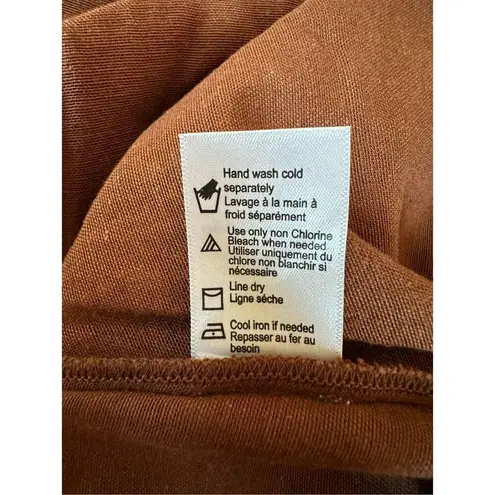 Hand wash cold
separately
Lavage à la main à
froid séparément
Use only non Chlorine
Bleach when needed
Utiliser uniquement du
chlore non blanchir si
nécessaire
Line dry
Ligne séche
Cool iron if needed
Repasser au fer au
besoin